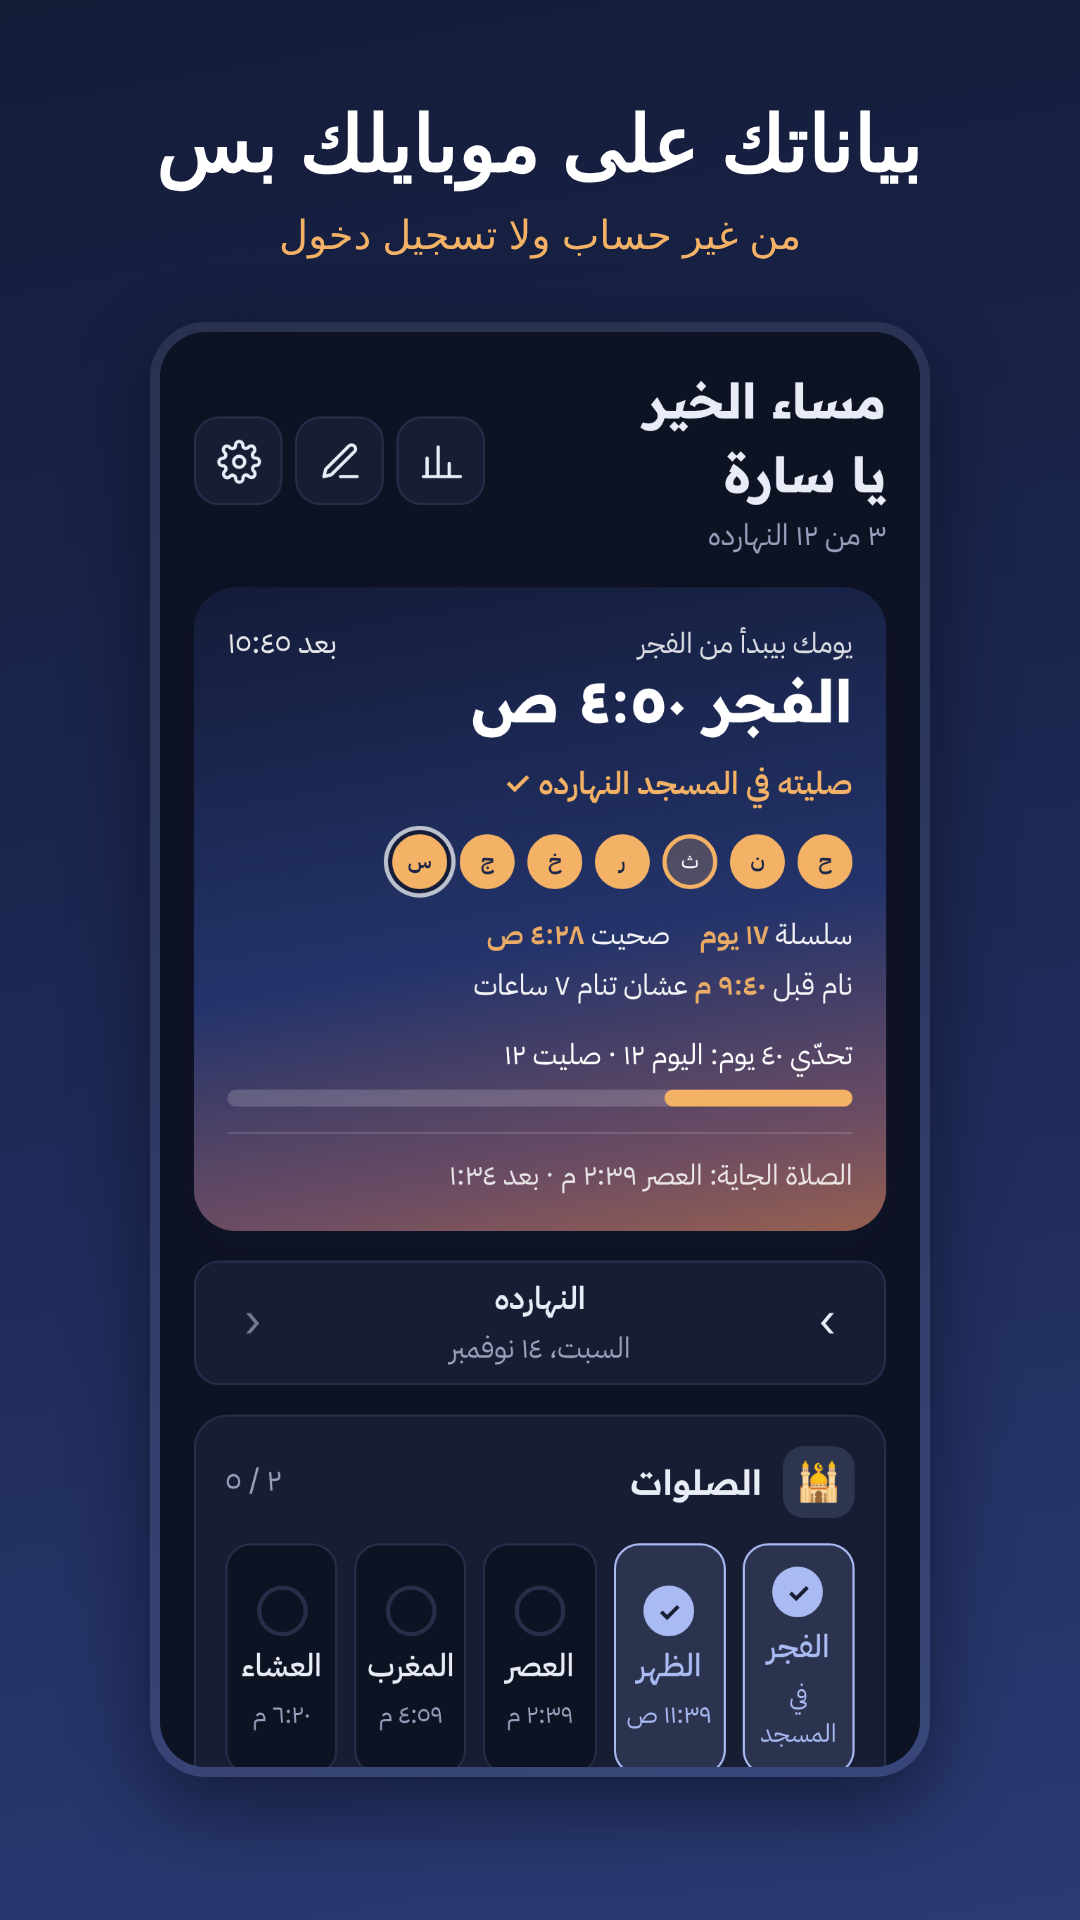 بياناتك على موبايلك بس
من غير حساب ولا تسجيل دخول
مساء الخير
يا سارة
٣ من ١٢ النهارده
يومك بيبدأ من الفجر
بعد ١٥:٤٥
الفجر ٤:٥٠ ص
صليته في المسجد النهارده ✓
ح ن ث ر خ ج س
سلسلة ١٧ يوم صحيت ٤:٢٨ ص
نام قبل ٩:٤٠ م عشان تنام ٧ ساعات
تحدّي ٤٠ يوم: اليوم ١٢ · صليت ١٢
الصلاة الجاية: العصر ٢:٣٩ م · بعد ١:٣٤
النهارده
السبت، ١٤ نوفمبر
الصلوات
٢ / ٥
الفجر
في
المسجد
الظهر
١١:٣٩ ص
العصر
٢:٣٩ م
المغرب
٤:٥٩ م
العشاء
٦:٢٠ م